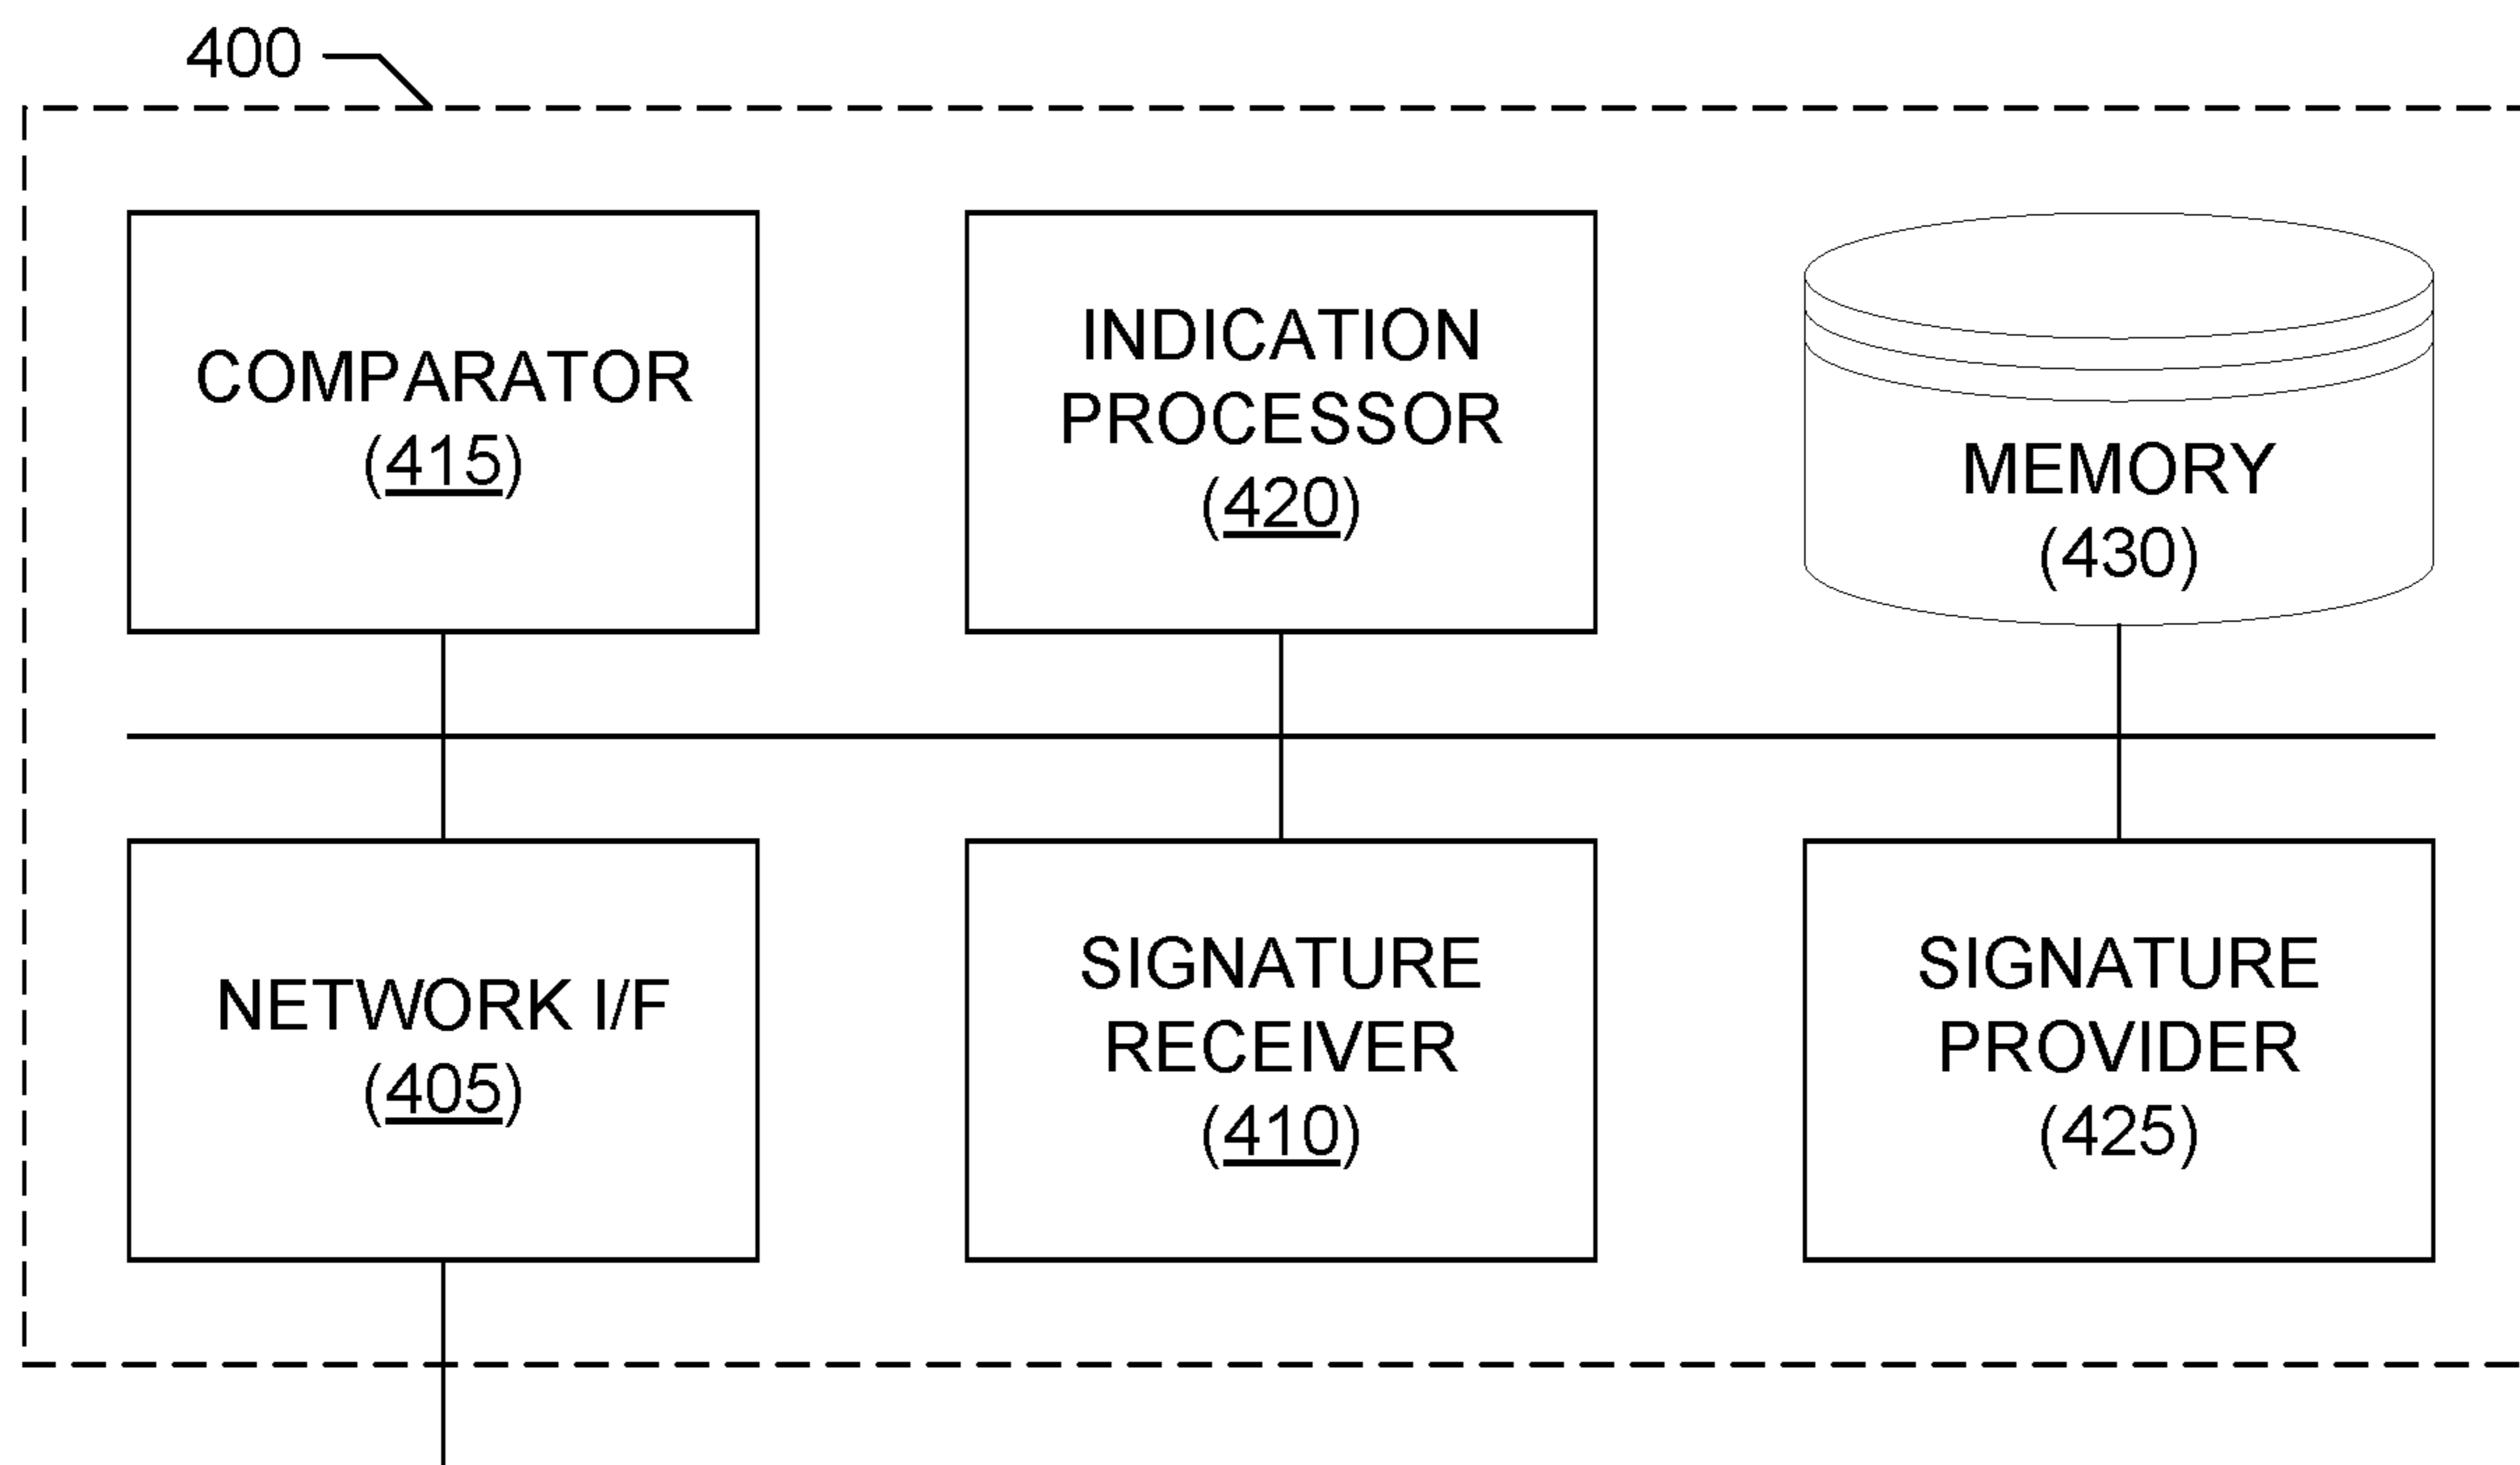 400
COMPARATOR
(415)
INDICATION
PROCESSOR
(420)
MEMORY
(430)
NETWORK I/F
(405)
SIGNATURE
RECEIVER
(410)
SIGNATURE
PROVIDER
(425)